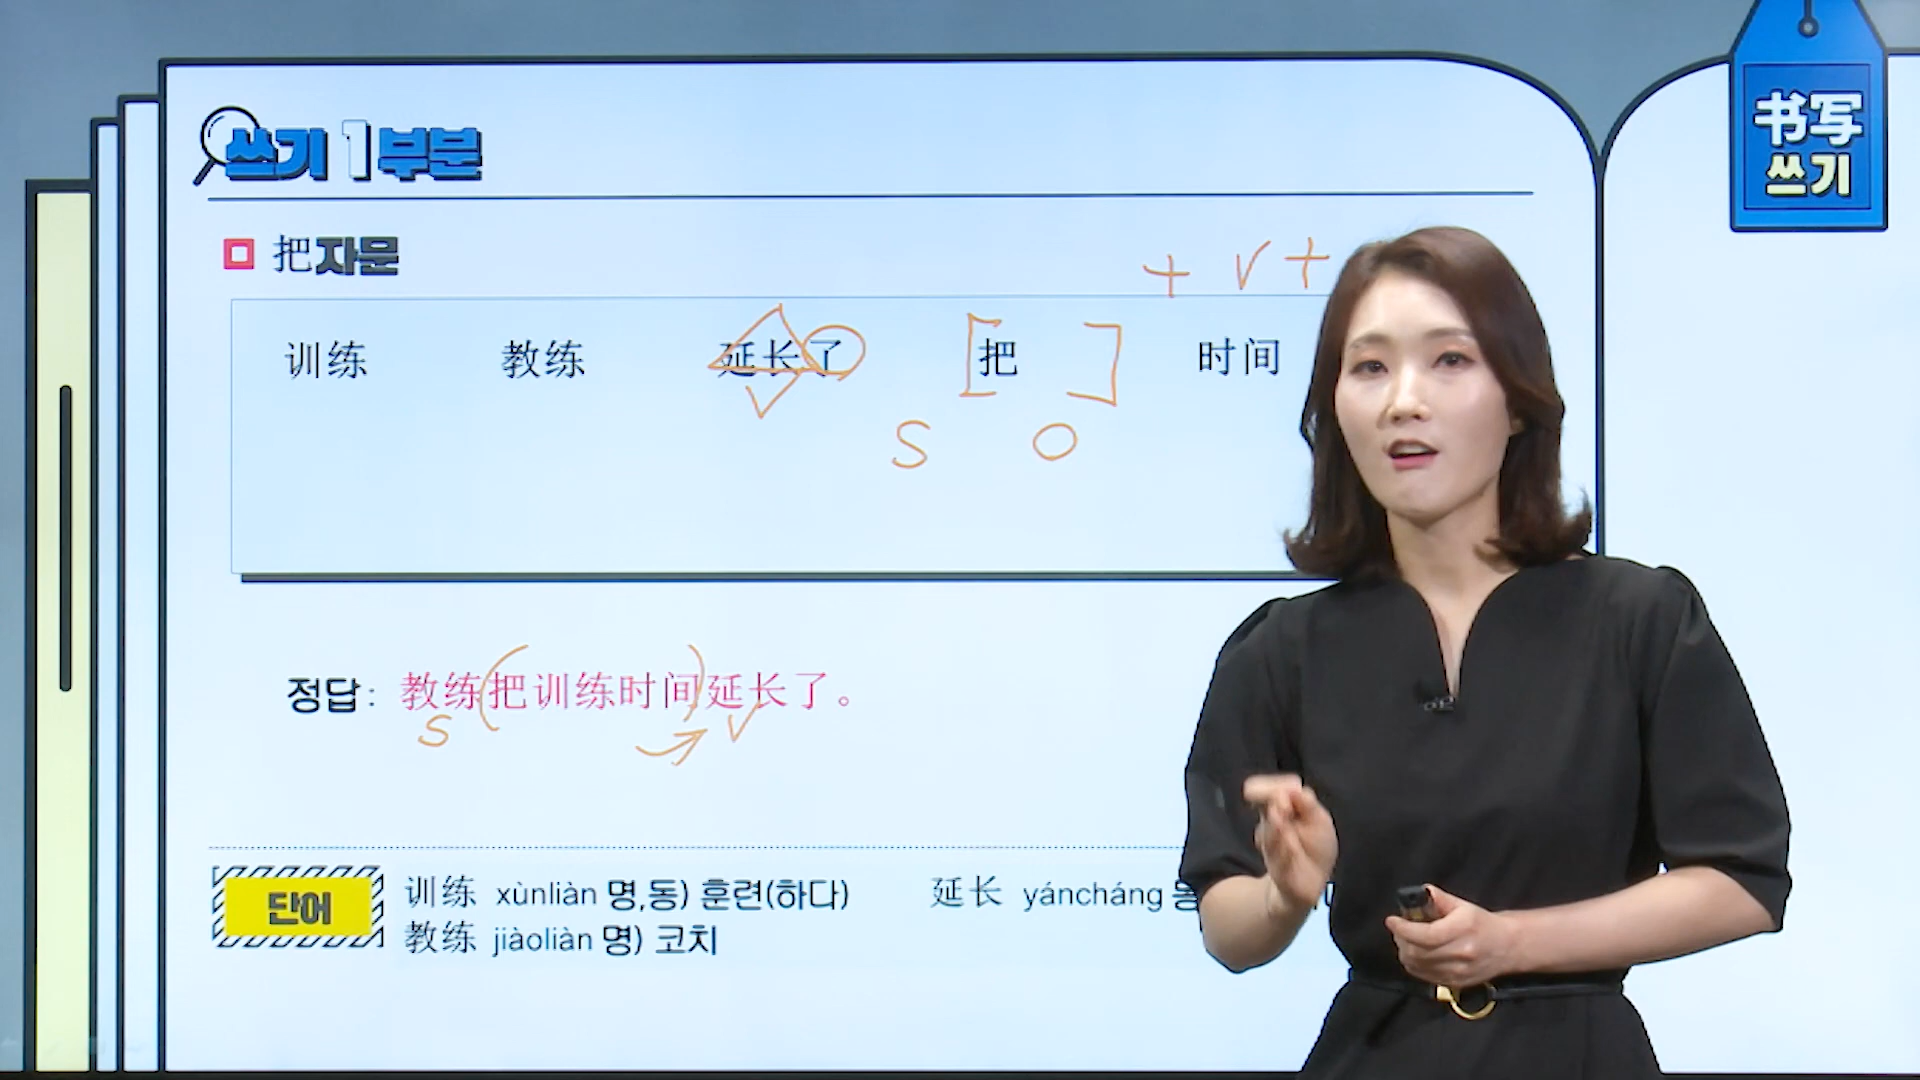 书写
쓰기
쓰기 1부분
把자문
+ V +
训练 教练 延长了 把 时间
V
S O
정답: 教练把训练时间延长了。
S V
단어
训练 xùnliàn 명,동) 훈련(하다) 延长 yáncháng
教练 jiàoliàn 명) 코치